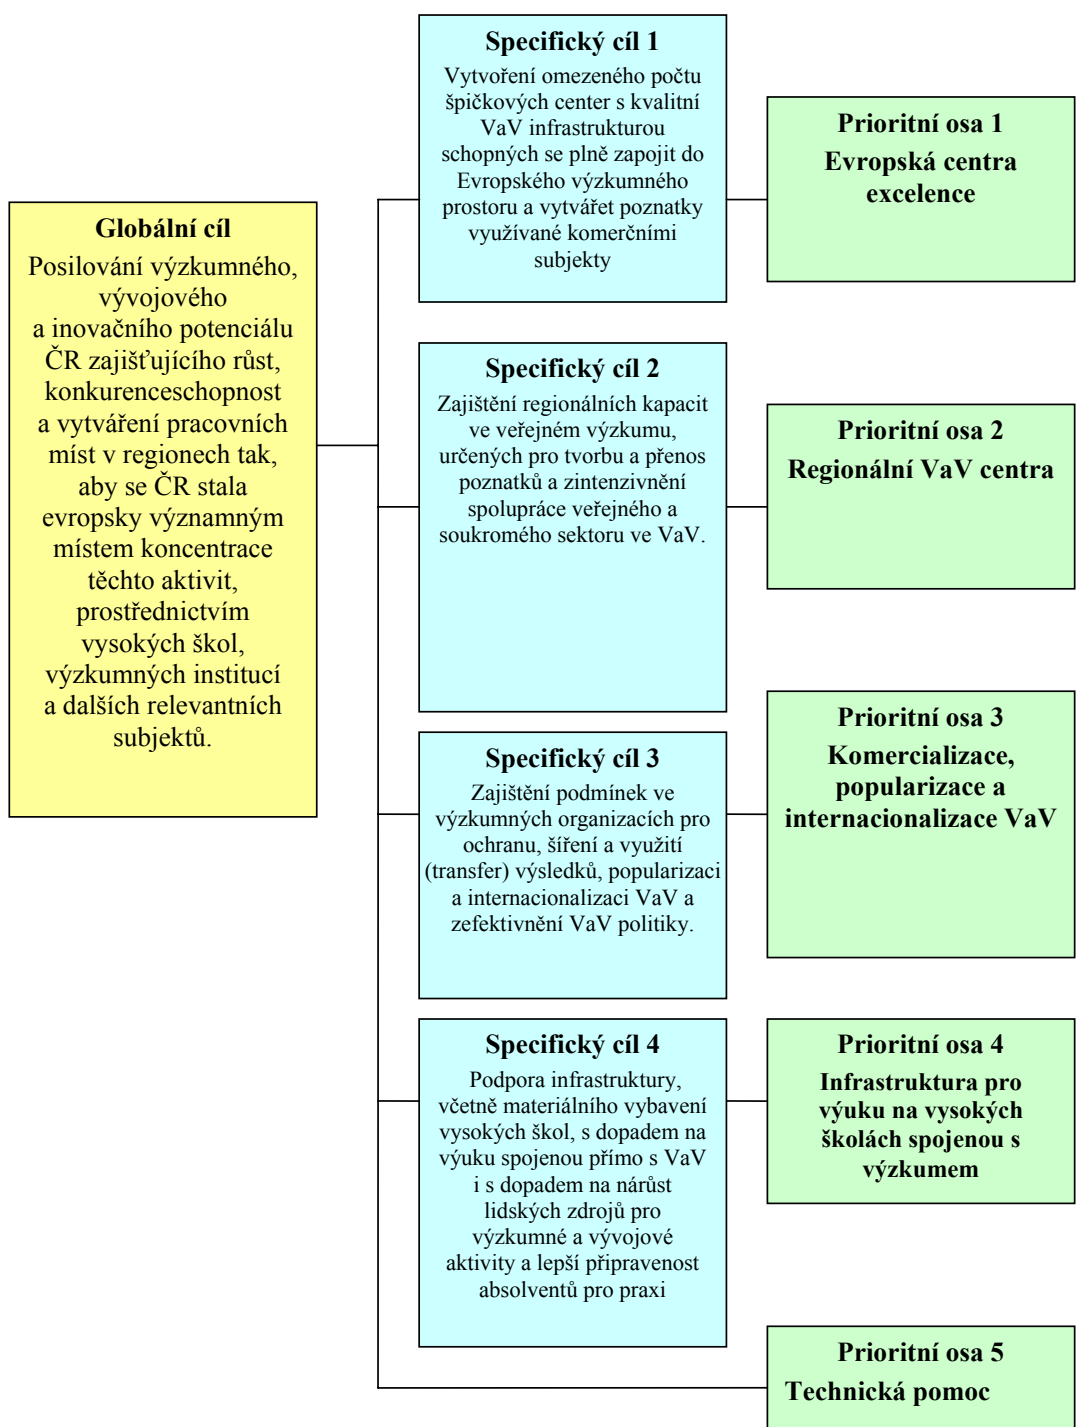 Globální cíl
Posilování výzkumného,
vývojového
a inovačního potenciálu
ČR zajišťujícího růst,
konkurenceschopnost
a vytváření pracovních
míst v regionech tak,
aby se ČR stala
evropsky významným
místem koncentrace
těchto aktivit,
prostřednictvím
vysokých škol,
výzkumných institucí
a dalších relevantních
subjektů.
Specifický cíl 1
Vytvoření omezeného počtu
špičkových center s kvalitní
VaV infrastrukturou
schopných se plně zapojit do
Evropského výzkumného
prostoru a vytvářet poznatky
využívané komerčními
subjekty
Prioritní osa 1
Evropská centra
excelence
Specifický cíl 2
Zajištění regionálních kapacit
ve veřejném výzkumu,
určených pro tvorbu a přenos
poznatků a zintenzivnění
spolupráce veřejného a
soukromého sektoru ve VaV.
Prioritní osa 2
Regionální VaV centra
Specifický cíl 3
Zajištění podmínek ve
výzkumných organizacích pro
ochranu, šíření a využití
(transfer) výsledků, popularizaci
a internacionalizaci VaV a
zefektivnění VaV politiky.
Prioritní osa 3
Komercializace,
popularizace a
internacionalizace VaV
Specifický cíl 4
Podpora infrastruktury,
včetně materiálního vybavení
vysokých škol, s dopadem na
výuku spojenou přímo s VaV
i s dopadem na nárůst
lidských zdrojů pro
výzkumné a vývojové
aktivity a lepší připravenost
absolventů pro praxi
Prioritní osa 4
Infrastruktura pro
výuku na vysokých
školách spojenou s
výzkumem
Prioritní osa 5
Technická pomoc